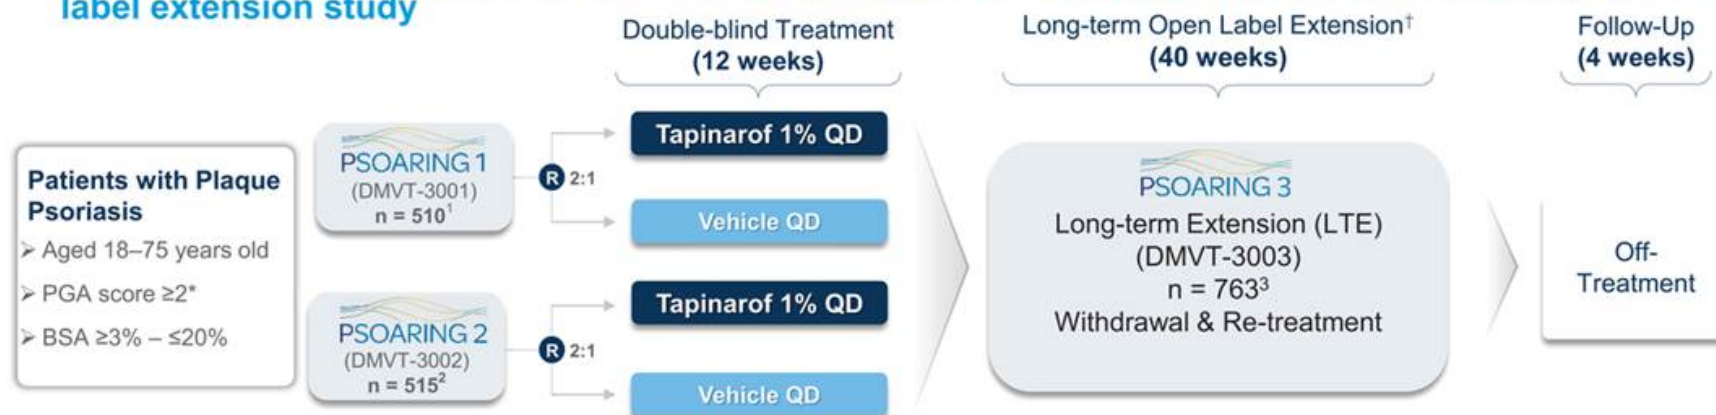 label extension study
Double-blind Treatment
(12 weeks)
Long-term Open Label Extension†
(40 weeks)
Follow-Up
(4 weeks)
Patients with Plaque
Psoriasis
➢ Aged 18–75 years old
➢ PGA score ≥2*
➢ BSA ≥3% – ≤20%
PSOARING 1
(DMVT-3001)
n = 510¹
R 2:1
Tapinarof 1% QD
Vehicle QD
PSOARING 2
(DMVT-3002)
n = 515²
R 2:1
Tapinarof 1% QD
Vehicle QD
PSOARING 3
Long-term Extension (LTE)
(DMVT-3003)
n = 763³
Withdrawal & Re-treatment
Off-
Treatment